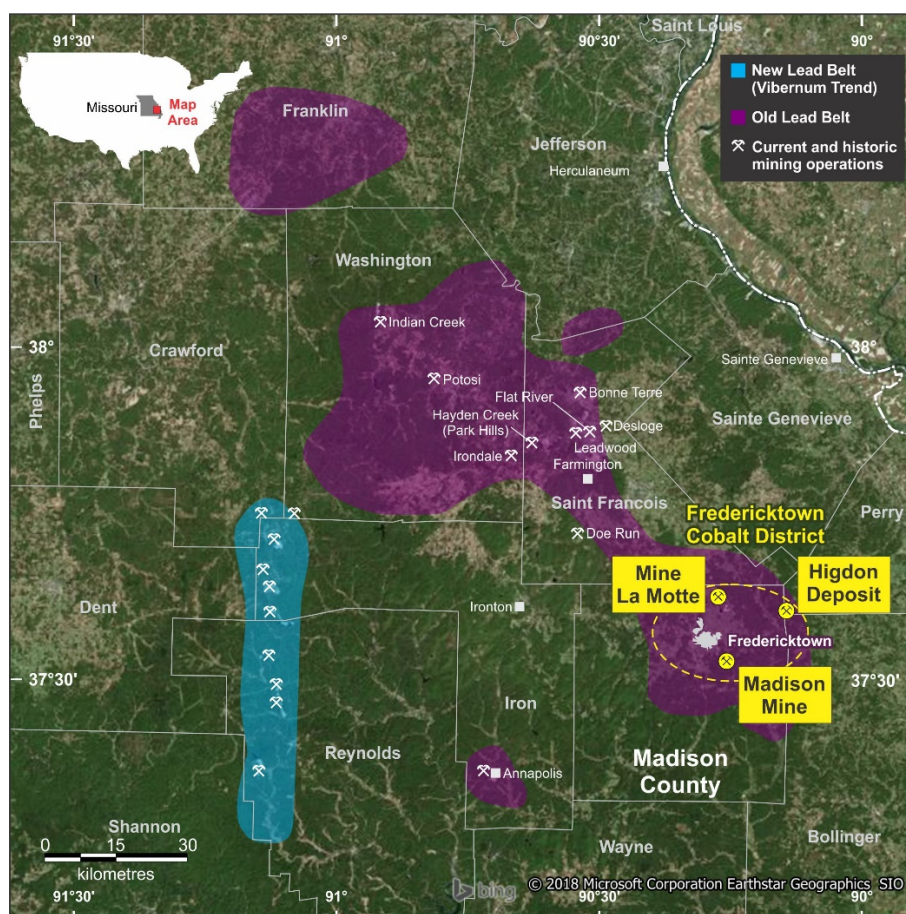 91°30'
91°
90°30'
90°
Saint Louis
Missouri
Map
Area
Franklin
Jefferson
Herculaneum
New Lead Belt
(Vibernum Trend)
Old Lead Belt
Current and historic
mining operations
Washington
Indian Creek
38°
Crawford
Phelps
Potosi
Sainte Genevieve
38°
Bonne Terre
Flat River
Sainte Genevieve
Hayden Creek
(Park Hills)
Desloge
Leadwood
Irondale
Farmington
Saint Francois
Fredericktown
Cobalt District
Perry
Doe Run
Mine
La Motte
Higdon
Deposit
Dent
Ironton
Fredericktown
37°30'
37°30'
Madison
Mine
Iron
Reynolds
Madison
County
Annapolis
Shannon
Bollinger
0 15 30
kilometres
Wayne
bing
© 2018 Microsoft Corporation Earthstar Geographics SIO
91°30'
91°
90°30'
90°